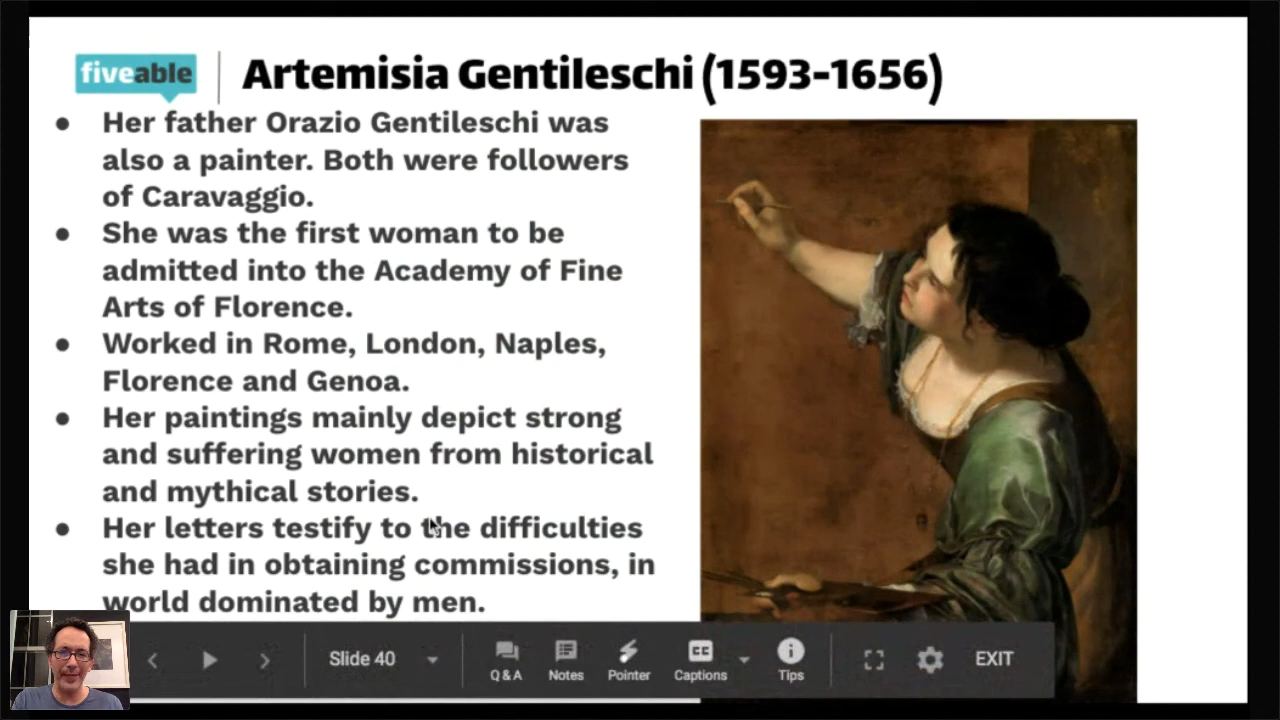 fiveable
Artemisia Gentileschi (1593-1656)
● Her father Orazio Gentileschi was
also a painter. Both were followers
of Caravaggio.
● She was the first woman to be
admitted into the Academy of Fine
Arts of Florence.
● Worked in Rome, London, Naples,
Florence and Genoa.
● Her paintings mainly depict strong
and suffering women from historical
and mythical stories.
● Her letters testify to the difficulties
she had in obtaining commissions, in
world dominated by men.
Slide 40
Q & A
Notes
Pointer
CC
Captions
Tips
EXIT